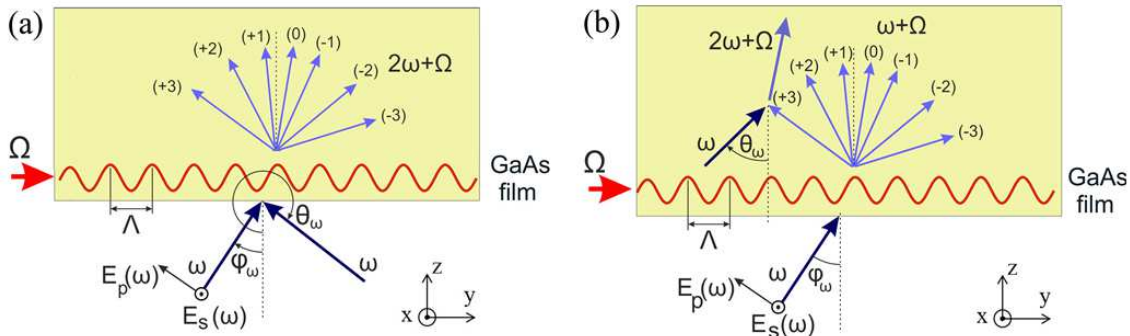 (a)
(+3)
(+2)
(+1)
(0)
(-1)
(-2)
(-3)
2ω+Ω
Ω
GaAs
film
Λ
θω
φω
ω
ω
Ep(ω)
Es(ω)
z
x
y
(b)
2ω+Ω
ω+Ω
(+3)
(+2)
(+1)
(0)
(-1)
(-2)
(-3)
ω
θω
Ω
GaAs
film
Λ
ω
φω
Ep(ω)
Es(ω)
z
x
y